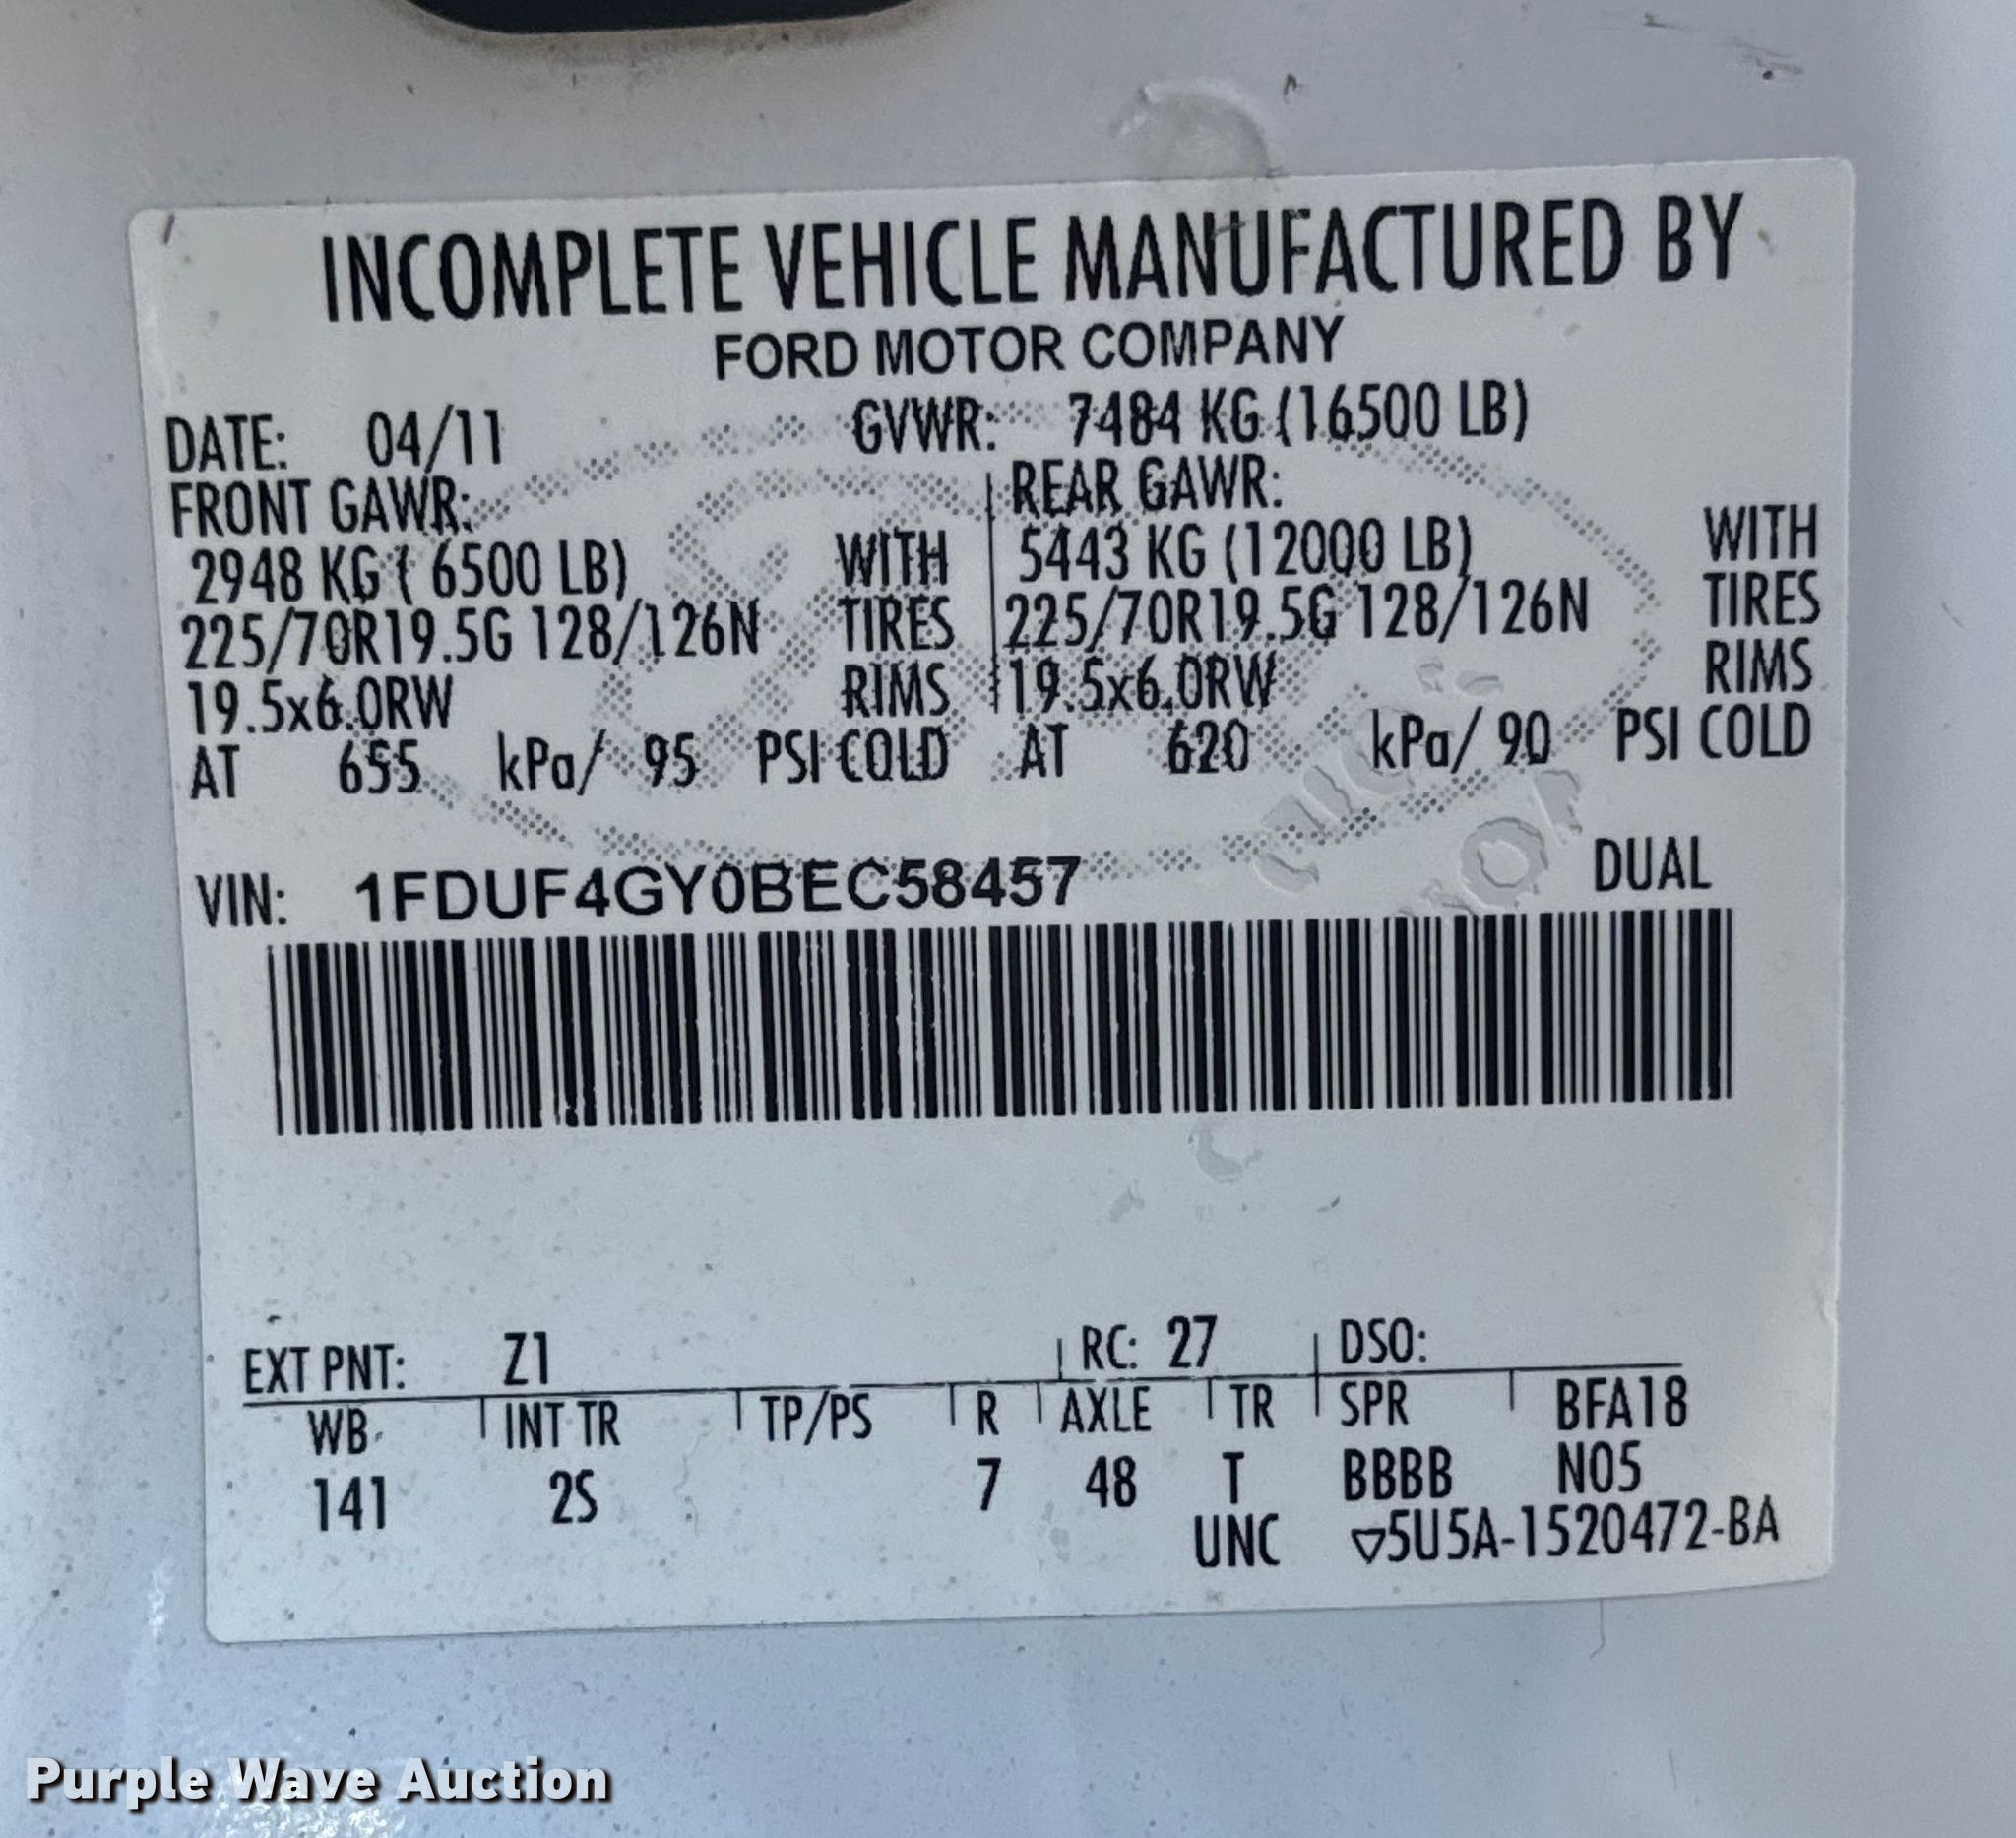 INCOMPLETE VEHICLE MANUFACTURED BY
FORD MOTOR COMPANY
DATE: 04/11 GVWR: 7484 KG (16500 LB)
FRONT GAWR: REAR GAWR:
2948 KG ( 6500 LB) WITH 5443 KG (12000 LB) WITH
225/70R19.5G 128/126N TIRES 225/70R19.5G 128/126N TIRES
19.5x6.0RW RIMS 19.5x6.0RW RIMS
AT 655 kPa/ 95 PSI COLD AT 620 kPa/ 90 PSI COLD
VIN: 1FDUF4GY0BEC58457 DUAL
EXT PNT: Z1 RC: 27 DSO:
WB INT TR TP/PS R AXLE TR SPR BFA18
141 2S 7 48 T BBBB N05
UNC ▽5U5A-1520472-BA
Purple Wave Auction